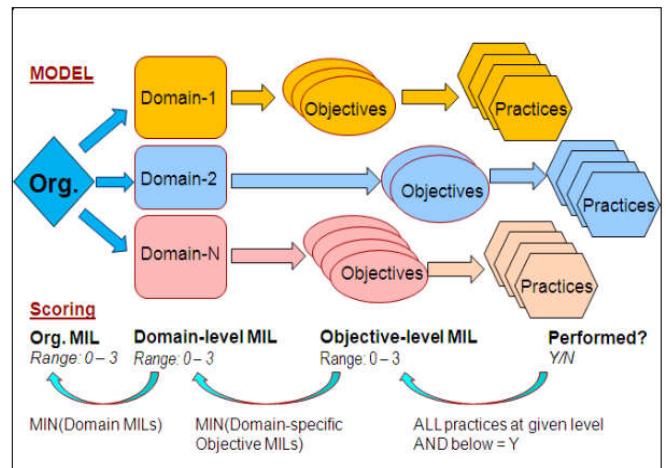 MODEL
Org.
Domain-1
Objectives
Practices
Domain-2
Objectives
Practices
Domain-N
Objectives
Practices
Scoring
Org. MIL
Range: 0 – 3
Domain-level MIL
Range: 0 – 3
Objective-level MIL
Range: 0 – 3
Performed?
Y/N
MIN(Domain MILs)
MIN(Domain-specific
Objective MILs)
ALL practices at given level
AND below = Y